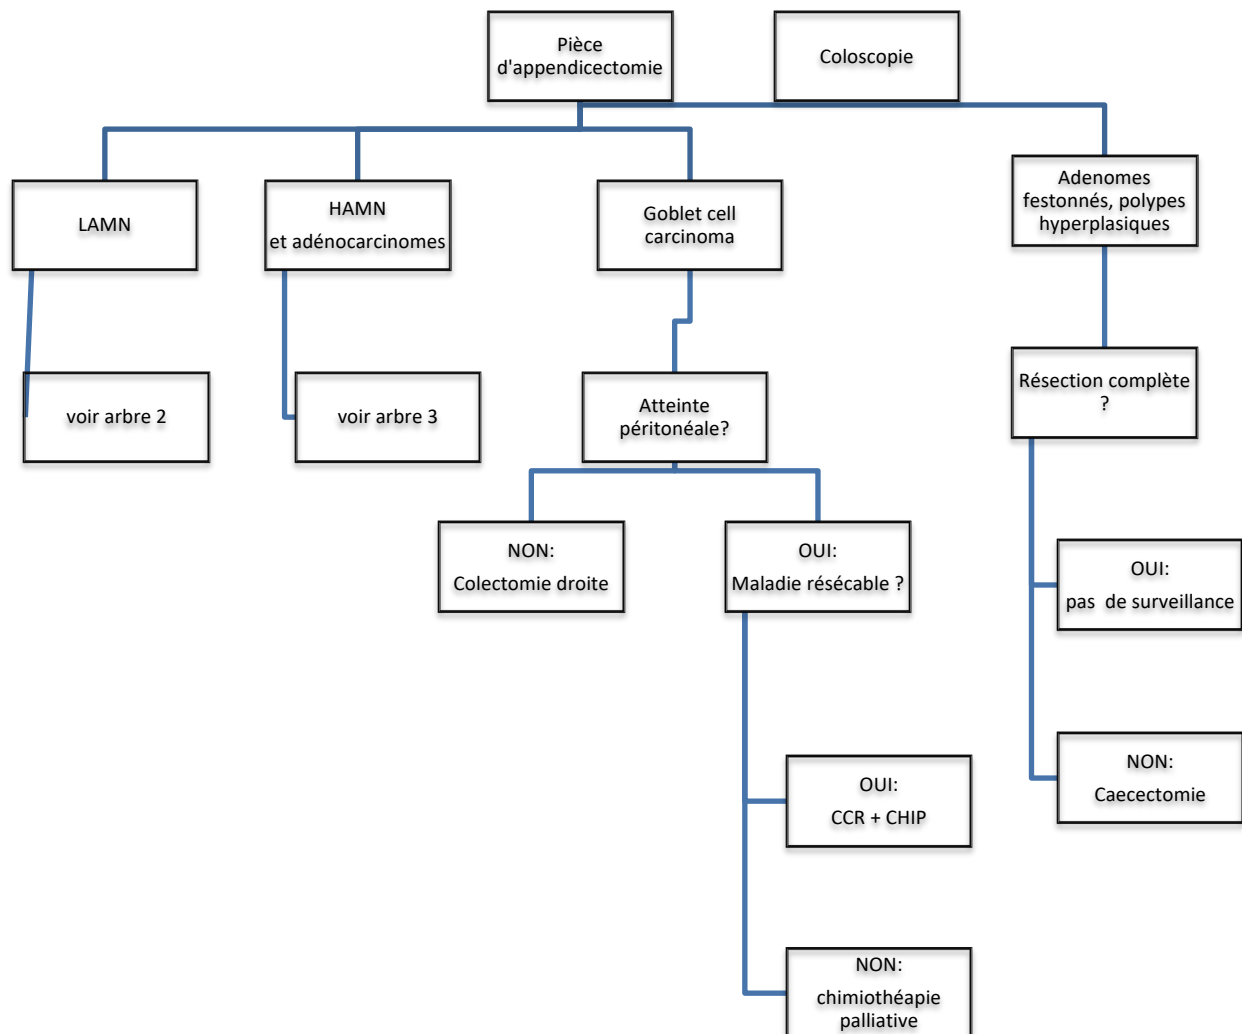 Pièce
d'appendicectomie
Coloscopie
LAMN
HAMN
et adénocarcinomes
Goblet cell
carcinoma
Adenomes
festonnés, polypes
hyperplasiques
voir arbre 2
voir arbre 3
Atteinte
péritonéale?
Résection complète
?
NON:
Colectomie droite
OUI:
Maladie résécable ?
OUI:
pas de surveillance
NON:
Caecectomie
OUI:
CCR + CHIP
NON:
chimiothéapie
palliative